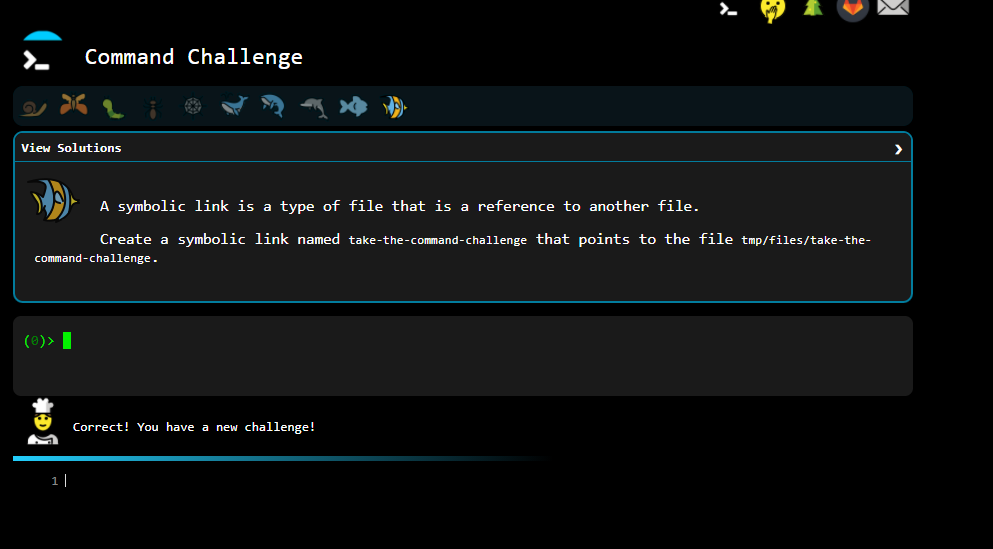 Command Challenge
View Solutions
A symbolic link is a type of file that is a reference to another file.
Create a symbolic link named take-the-command-challenge that points to the file tmp/files/take-the-
command-challenge.
(0)>
Correct! You have a new challenge!
1